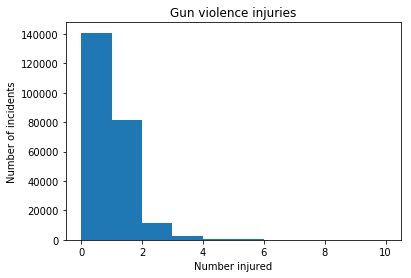 Gun violence injuries
Number of incidents
140000
120000
100000
80000
60000
40000
20000
0
0 2 4 6 8 10
Number injured